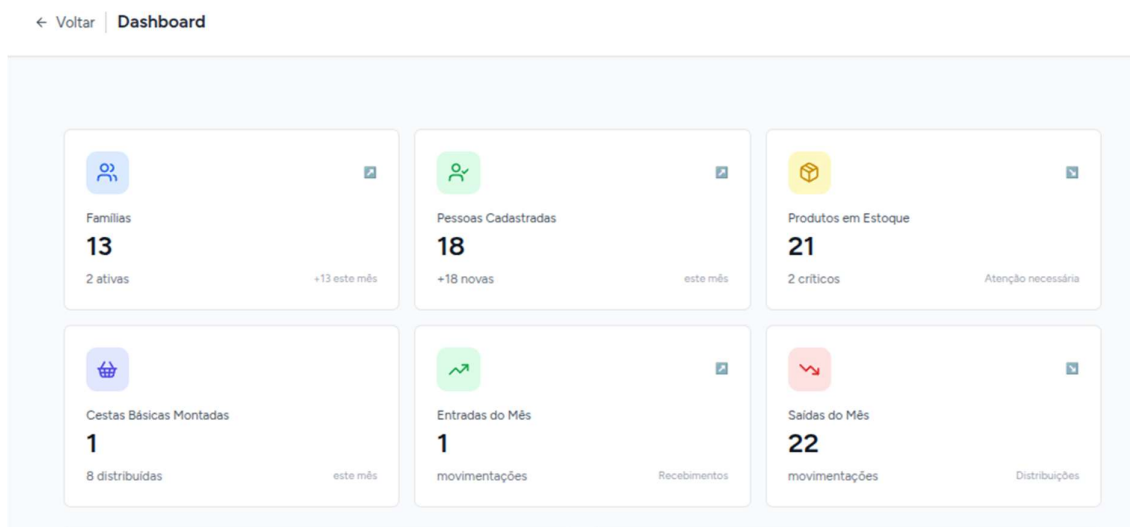 ← Voltar Dashboard
Famílias
13
2 ativas +13 este mês
Pessoas Cadastradas
18
+18 novas este mês
Produtos em Estoque
21
2 críticos Atenção necessária
Cestas Básicas Montadas
1
8 distribuídas este mês
Entradas do Mês
1
movimentações Recebimentos
Saídas do Mês
22
movimentações Distribuições